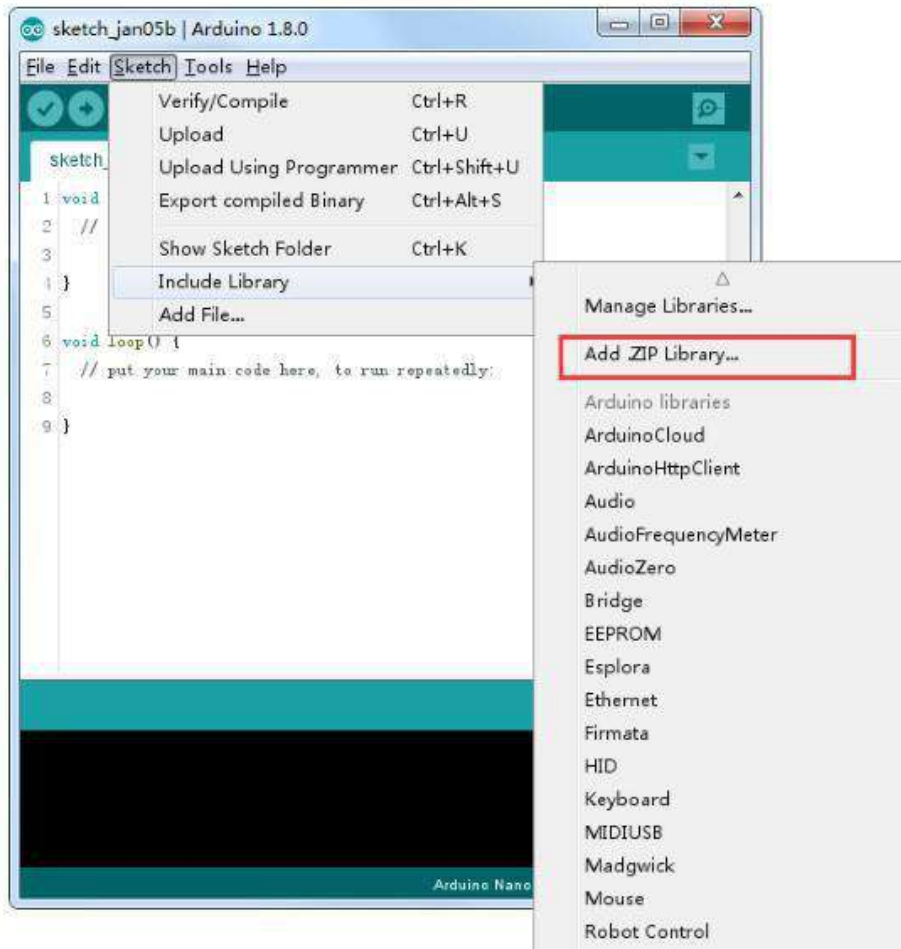 sketch_jan05b | Arduino 1.8.0
File Edit Sketch Tools Help
Verify/Compile Ctrl+R
Upload Ctrl+U
Upload Using Programmer Ctrl+Shift+U
Export compiled Binary Ctrl+Alt+S
Show Sketch Folder Ctrl+K
Include Library
Add File...
sketch_
1 void
2 //
3
4 }
5
6 void loop() {
7 // put your main code here, to run repeatedly:
8
9 }
Manage Libraries...
Add .ZIP Library...
Arduino libraries
ArduinoCloud
ArduinoHttpClient
Audio
AudioFrequencyMeter
AudioZero
Bridge
EEPROM
Esplora
Ethernet
Firmata
HID
Keyboard
MIDIUSB
Madgwick
Mouse
Robot Control
Arduino Nano